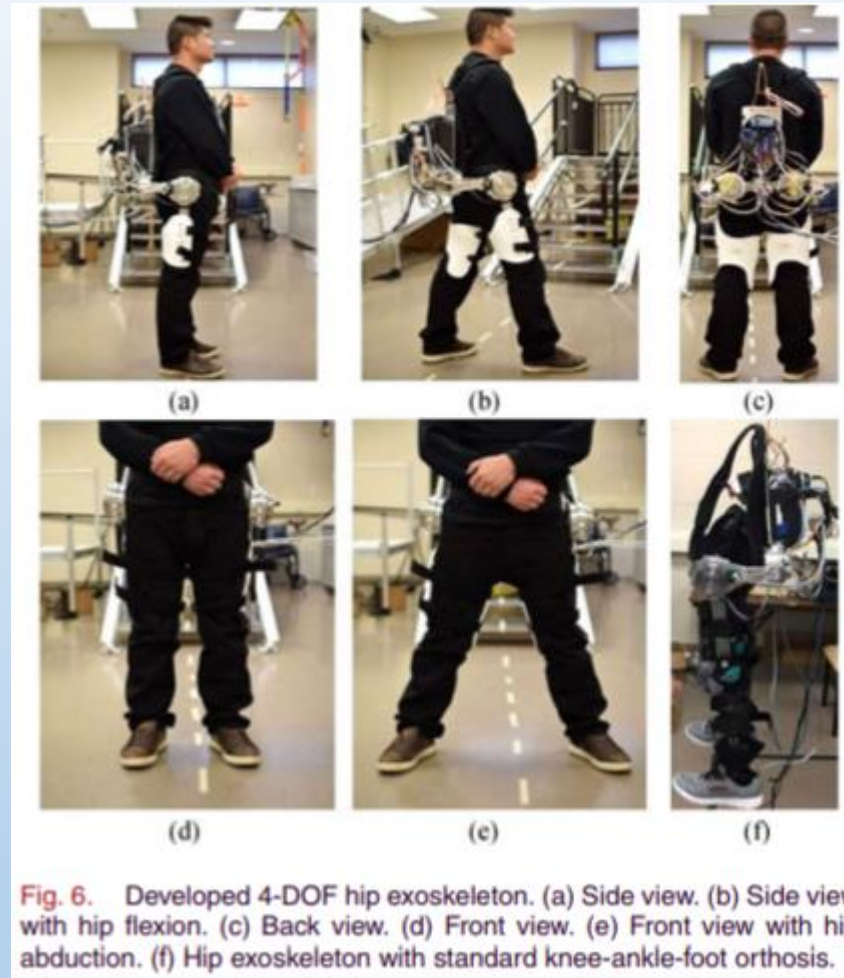 (a)
(b)
(c)
(d)
(e)
(f)
Fig. 6. Developed 4-DOF hip exoskeleton. (a) Side view. (b) Side view
with hip flexion. (c) Back view. (d) Front view. (e) Front view with hi
abduction. (f) Hip exoskeleton with standard knee-ankle-foot orthosis.